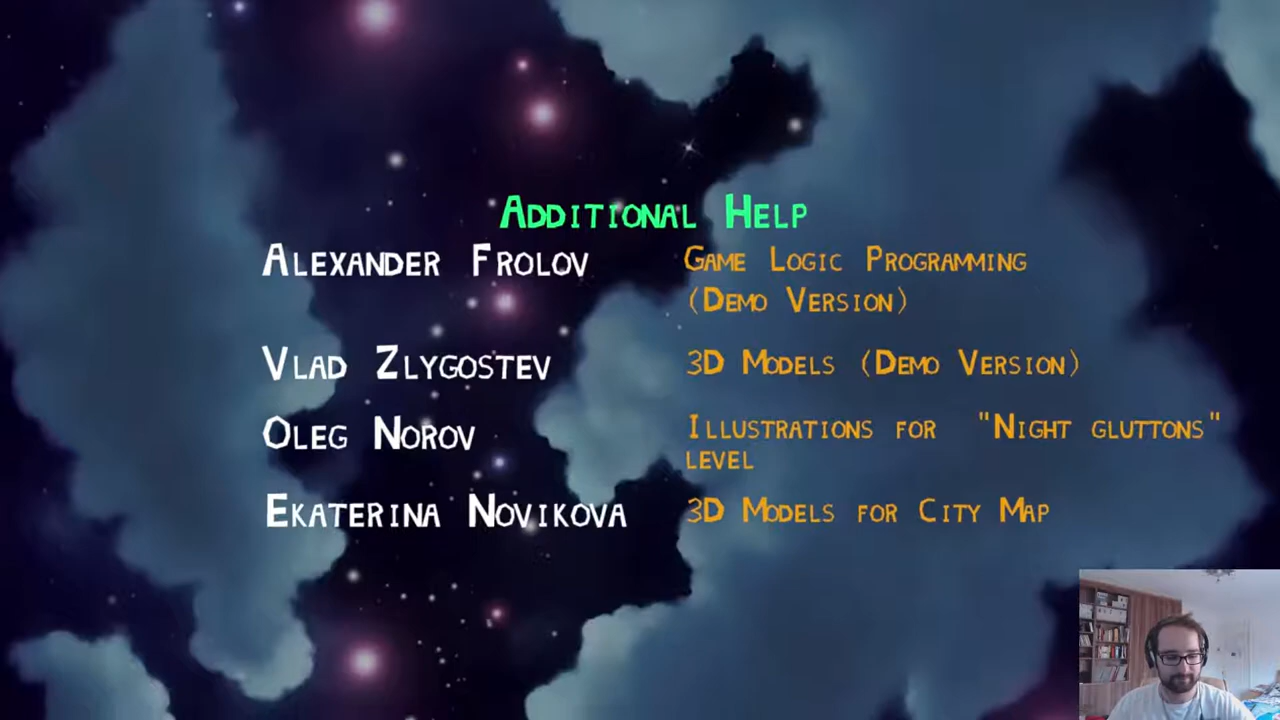 Additional Help
Alexander Frolov Game Logic Programming
(Demo Version)
Vlad Zlygostev 3D Models (Demo Version)
Oleg Norov Illustrations for "Night gluttons"
level
Ekaterina Novikova 3D Models for City Map